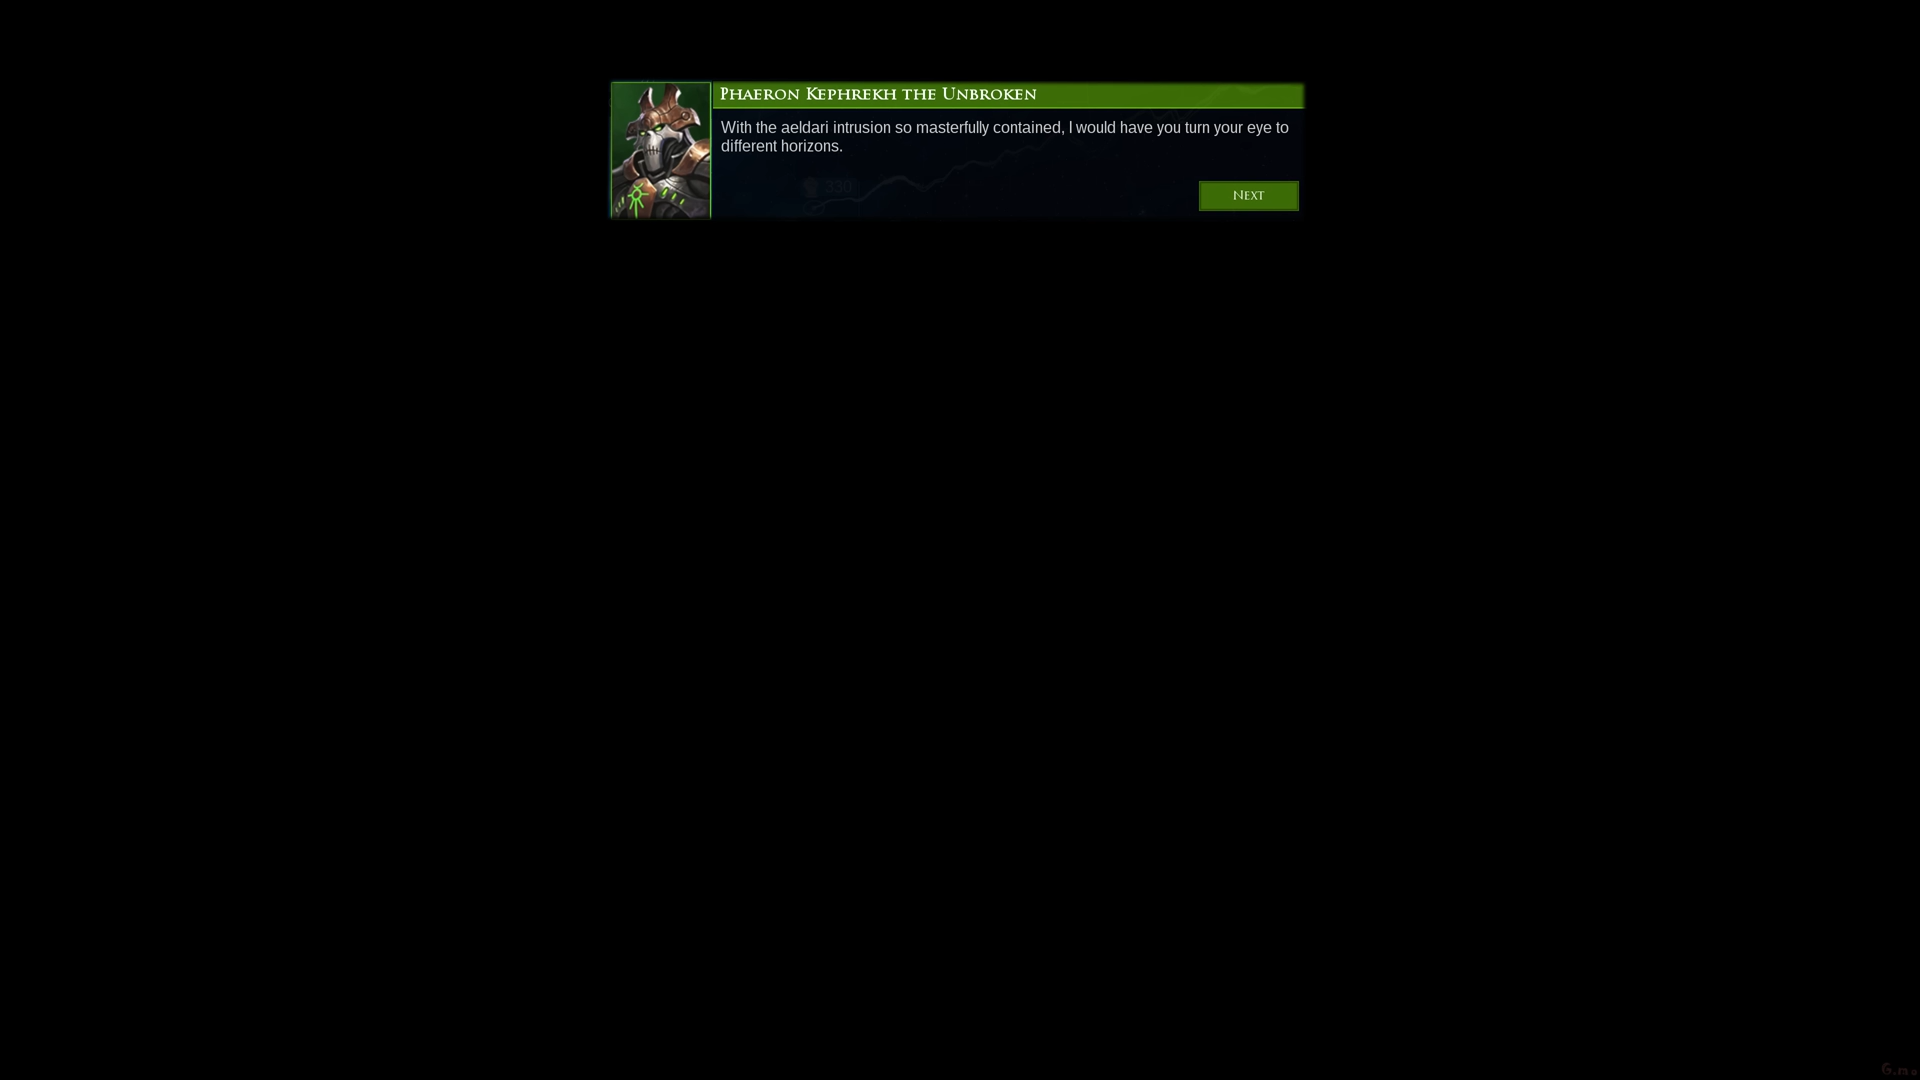 Phaeron Kephrekh the Unbroken
With the aeldari intrusion so masterfully contained, I would have you turn your eye to
different horizons.
330
Next